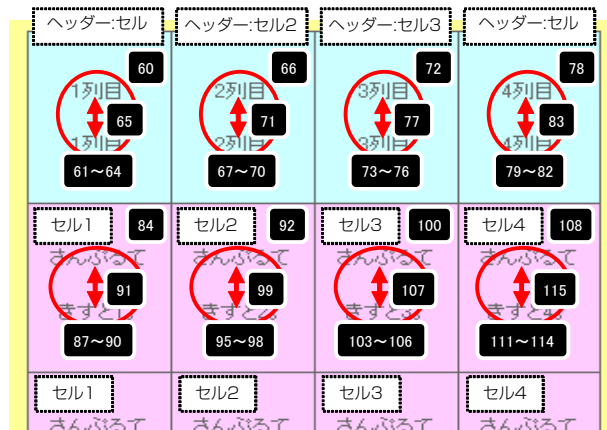 ヘッダー:セル ヘッダー:セル2 ヘッダー:セル3 ヘッダー:セル
60 66 72 78
1列目 2列目 3列目 4列目
65 71 77 83
1列目 2列目 3列目 4列目
61～64 67～70 73～76 79～82
セル1 84 セル2 92 セル3 100 セル4 108
さんぷるて さんぷるて さんぷるて さんぷるて
91 99 107 115
きすと1。 きすと2。 きすと3。 きすと4。
87～90 95～98 103～106 111～114
セル1 セル2 セル3 セル4
さんぷるて さんぷるて さんぷるて さんぷるて